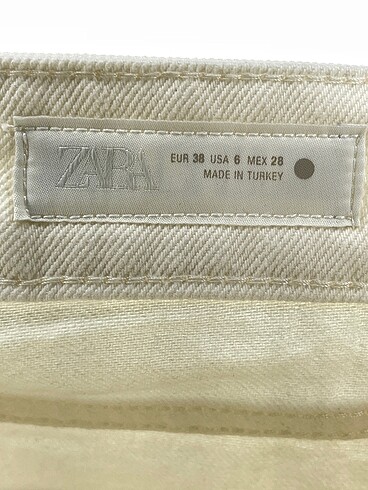 ZARA
EUR 38 USA 6 MEX 28
MADE IN TURKEY